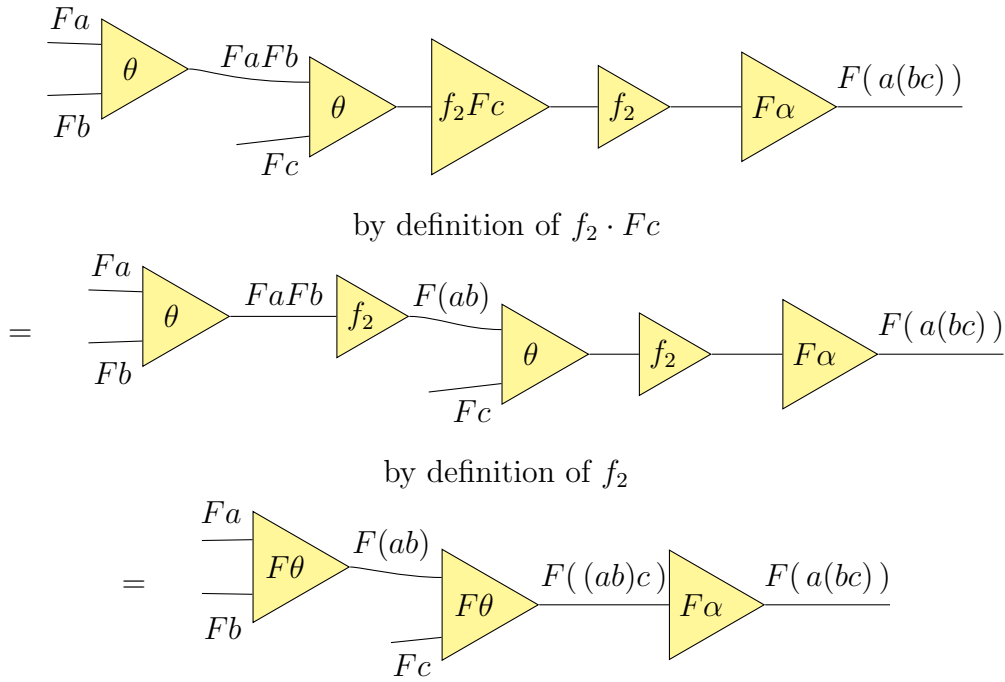 Fa FaFb F( a(bc) )
θ θ f₂Fc f₂ Fα
Fb Fc
by definition of f₂ · Fc
Fa FaFb F(ab) F( a(bc) )
= θ f₂ θ f₂ Fα
Fb Fc
by definition of f₂
Fa F(ab) F( (ab)c ) F( a(bc) )
= Fθ Fθ Fα
Fb Fc